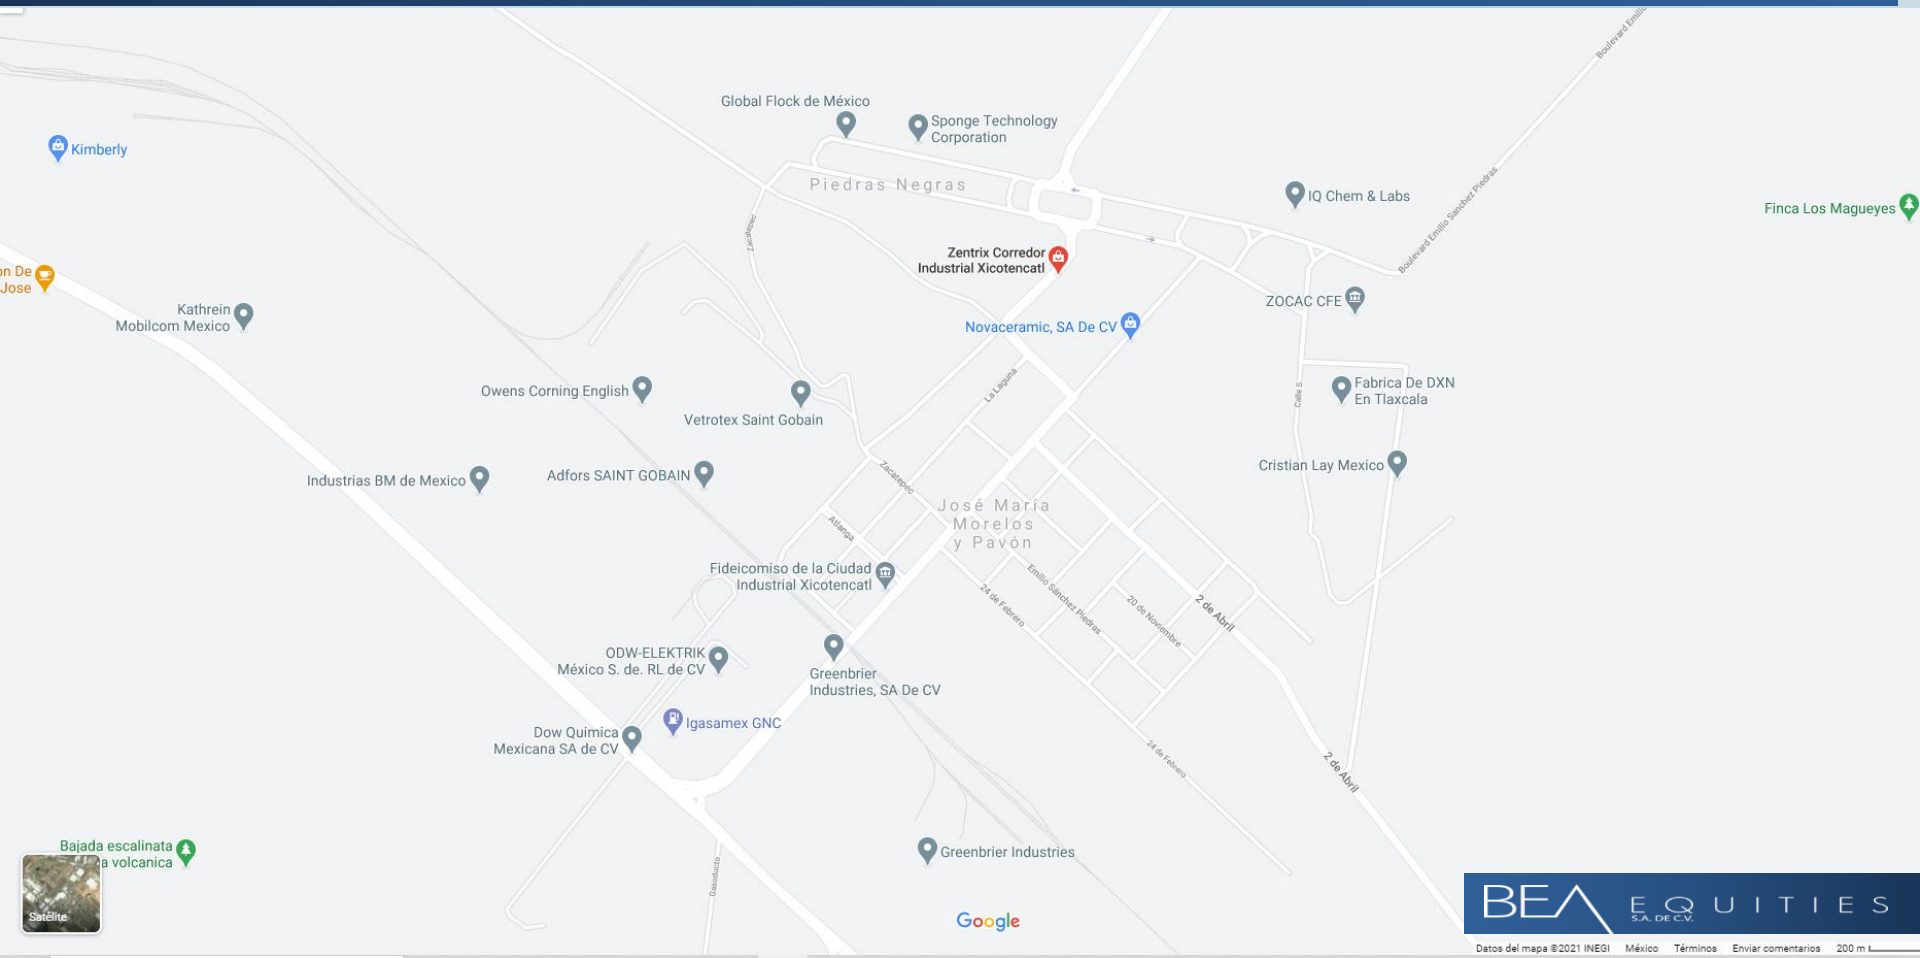 Boulevard Emilio
Global Flock de México
Sponge Technology
Corporation
Kimberly
Piedras Negras
IQ Chem & Labs
Boulevard Emilio Sanchez Piedras
Finca Los Magueyes
Zacatepec
Zentrix Corredor
Industrial Xicotencatl
on De
Jose
ZOCAC CFE
Kathrein
Mobilcom Mexico
Novaceramic, SA De CV
La Laguna
Calle S
Fabrica De DXN
En Tlaxcala
Owens Corning English
Vetrotex Saint Gobain
Cristian Lay Mexico
Industrias BM de Mexico
Adfors SAINT GOBAIN
Zacatepec
José María
Morelos
y Pavón
Atlanga
Fideicomiso de la Ciudad
Industrial Xicotencatl
24 de Febrero
Emilio Sánchez Piedras
20 de Noviembre
2 de Abril
ODW-ELEKTRIK
México S. de. RL de CV
Greenbrier
Industries, SA De CV
Igasamex GNC
Dow Quimica
Mexicana SA de CV
24 de Febrero
2 de Abril
Bajada escalinata
a volcanica
Greenbrier Industries
Gasoducto
Satélite
Google
BEA EQUITIES
S.A. DE C.V.
Datos del mapa ©2021 INEGI México Términos Enviar comentarios 200 m